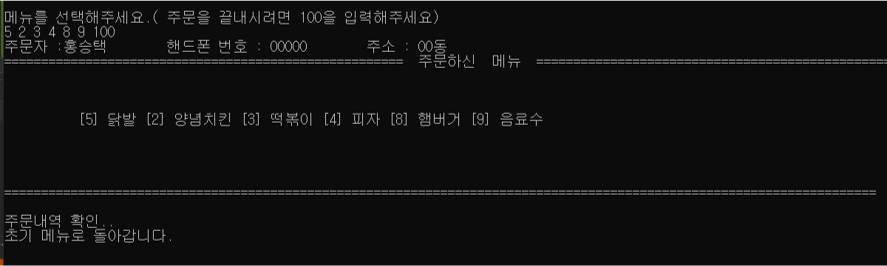 메뉴를 선택해주세요.( 주문을 끝내시려면 100을 입력해주세요)
5 2 3 4 8 9 100
주문자 :홍승택 핸드폰 번호 : 00000 주소 : 00동
====================================================== 주문하신 메뉴 ===============================================
[5] 닭발 [2] 양념치킨 [3] 떡볶이 [4] 피자 [8] 햄버거 [9] 음료수
======================================================================================================================
주문내역 확인..
초기 메뉴로 돌아갑니다.